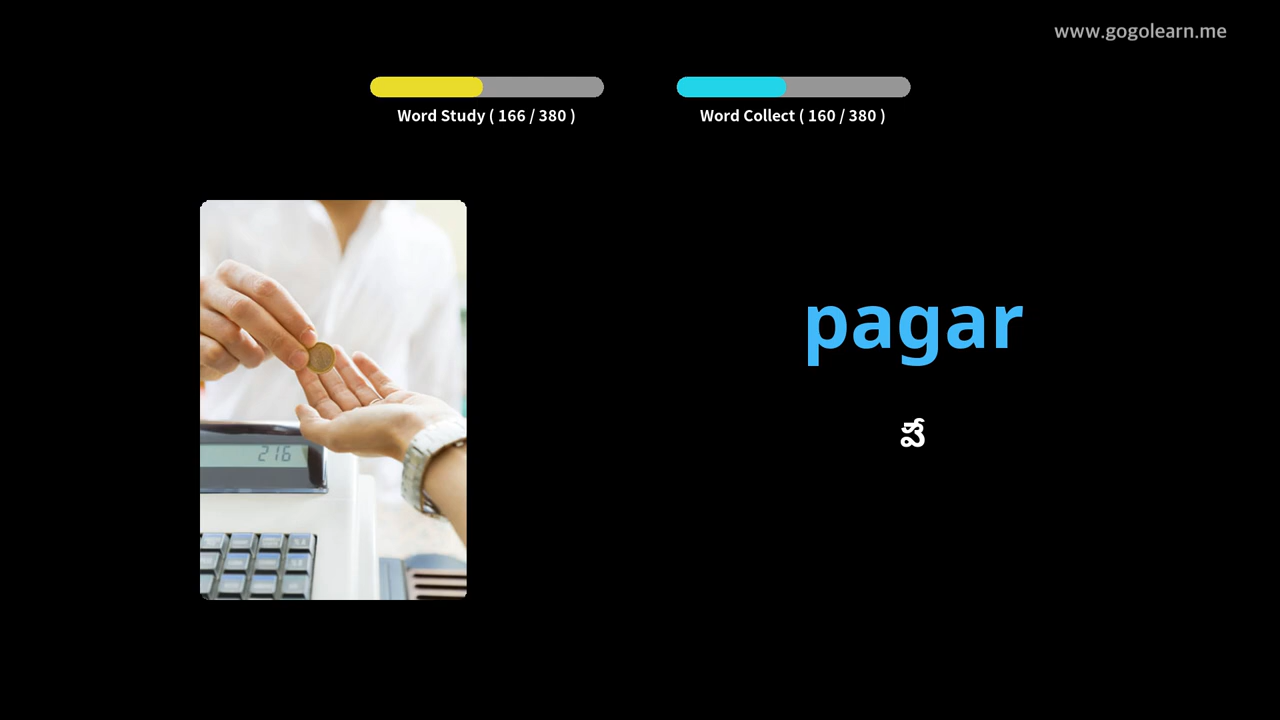 www.gogolearn.me
Word Study ( 166 / 380 )
Word Collect ( 160 / 380 )
pagar
పే
216